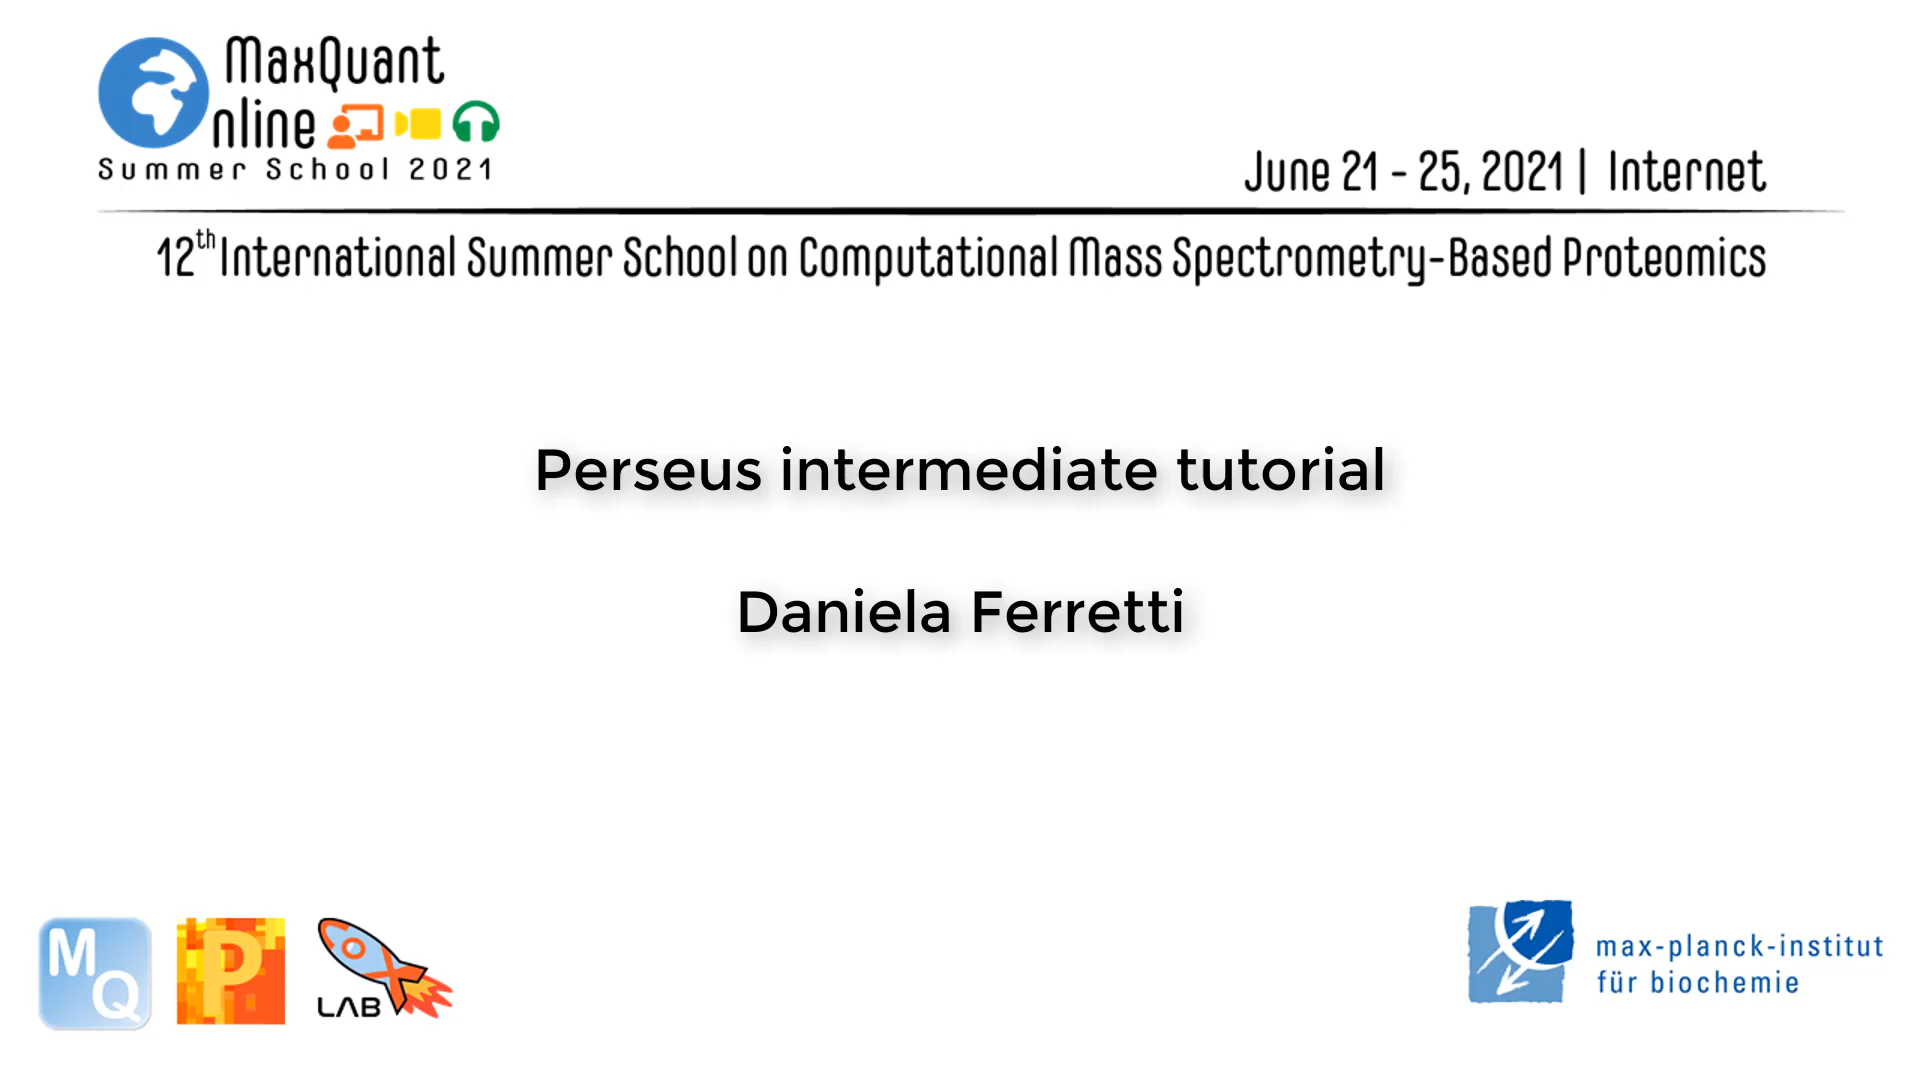 MaxQuant
nline
Summer School 2021
June 21 - 25, 2021 | Internet
12th International Summer School on Computational Mass Spectrometry-Based Proteomics
Perseus intermediate tutorial
Daniela Ferretti
MQ
P
LAB
max-planck-institut
für biochemie